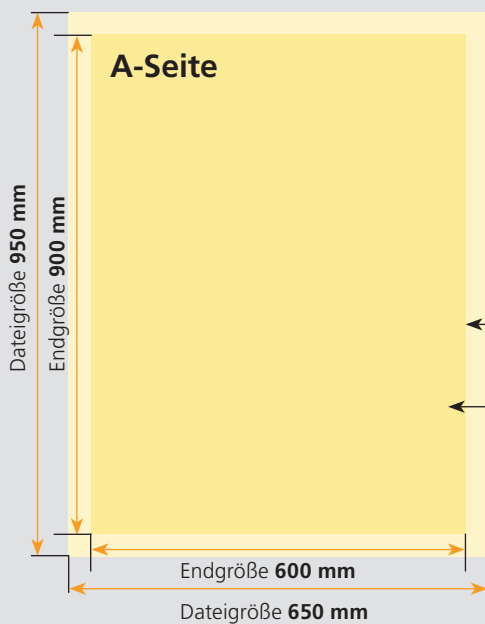 A-Seite
Dateigröße 950 mm
Endgröße 900 mm
Endgröße 600 mm
Dateigröße 650 mm